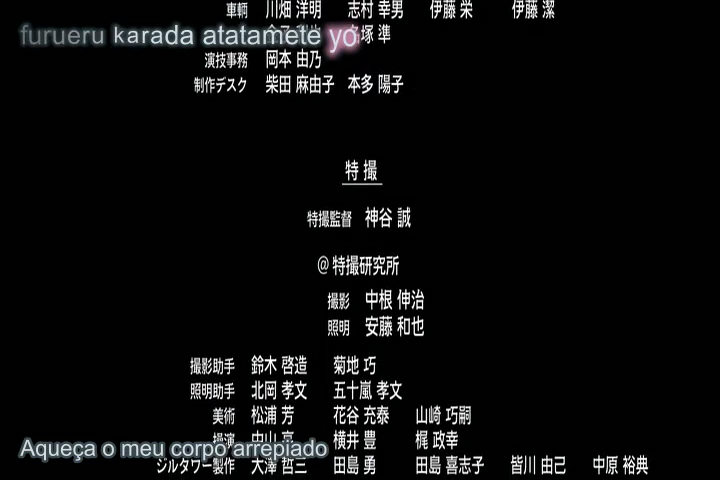 車輌 川畑 洋明 志村 幸男 伊藤 栄 伊藤 潔
furueru karada atatamete yo
塚 準
演技事務 岡本 由乃
制作デスク 柴田 麻由子 本多 陽子
特 撮
特撮監督 神谷 誠
@特撮研究所
撮影 中根 伸治
照明 安藤 和也
撮影助手 鈴木 啓造 菊地 巧
照明助手 北岡 孝文 五十嵐 孝文
美術 松浦 芳 花谷 充泰 山崎 巧嗣
操演 中山 亨 横井 豊 梶 政幸
Aqueça o meu corpo arrepiado
ジルタワー製作 大澤 哲三 田島 勇 田島 喜志子 皆川 由己 中原 裕典